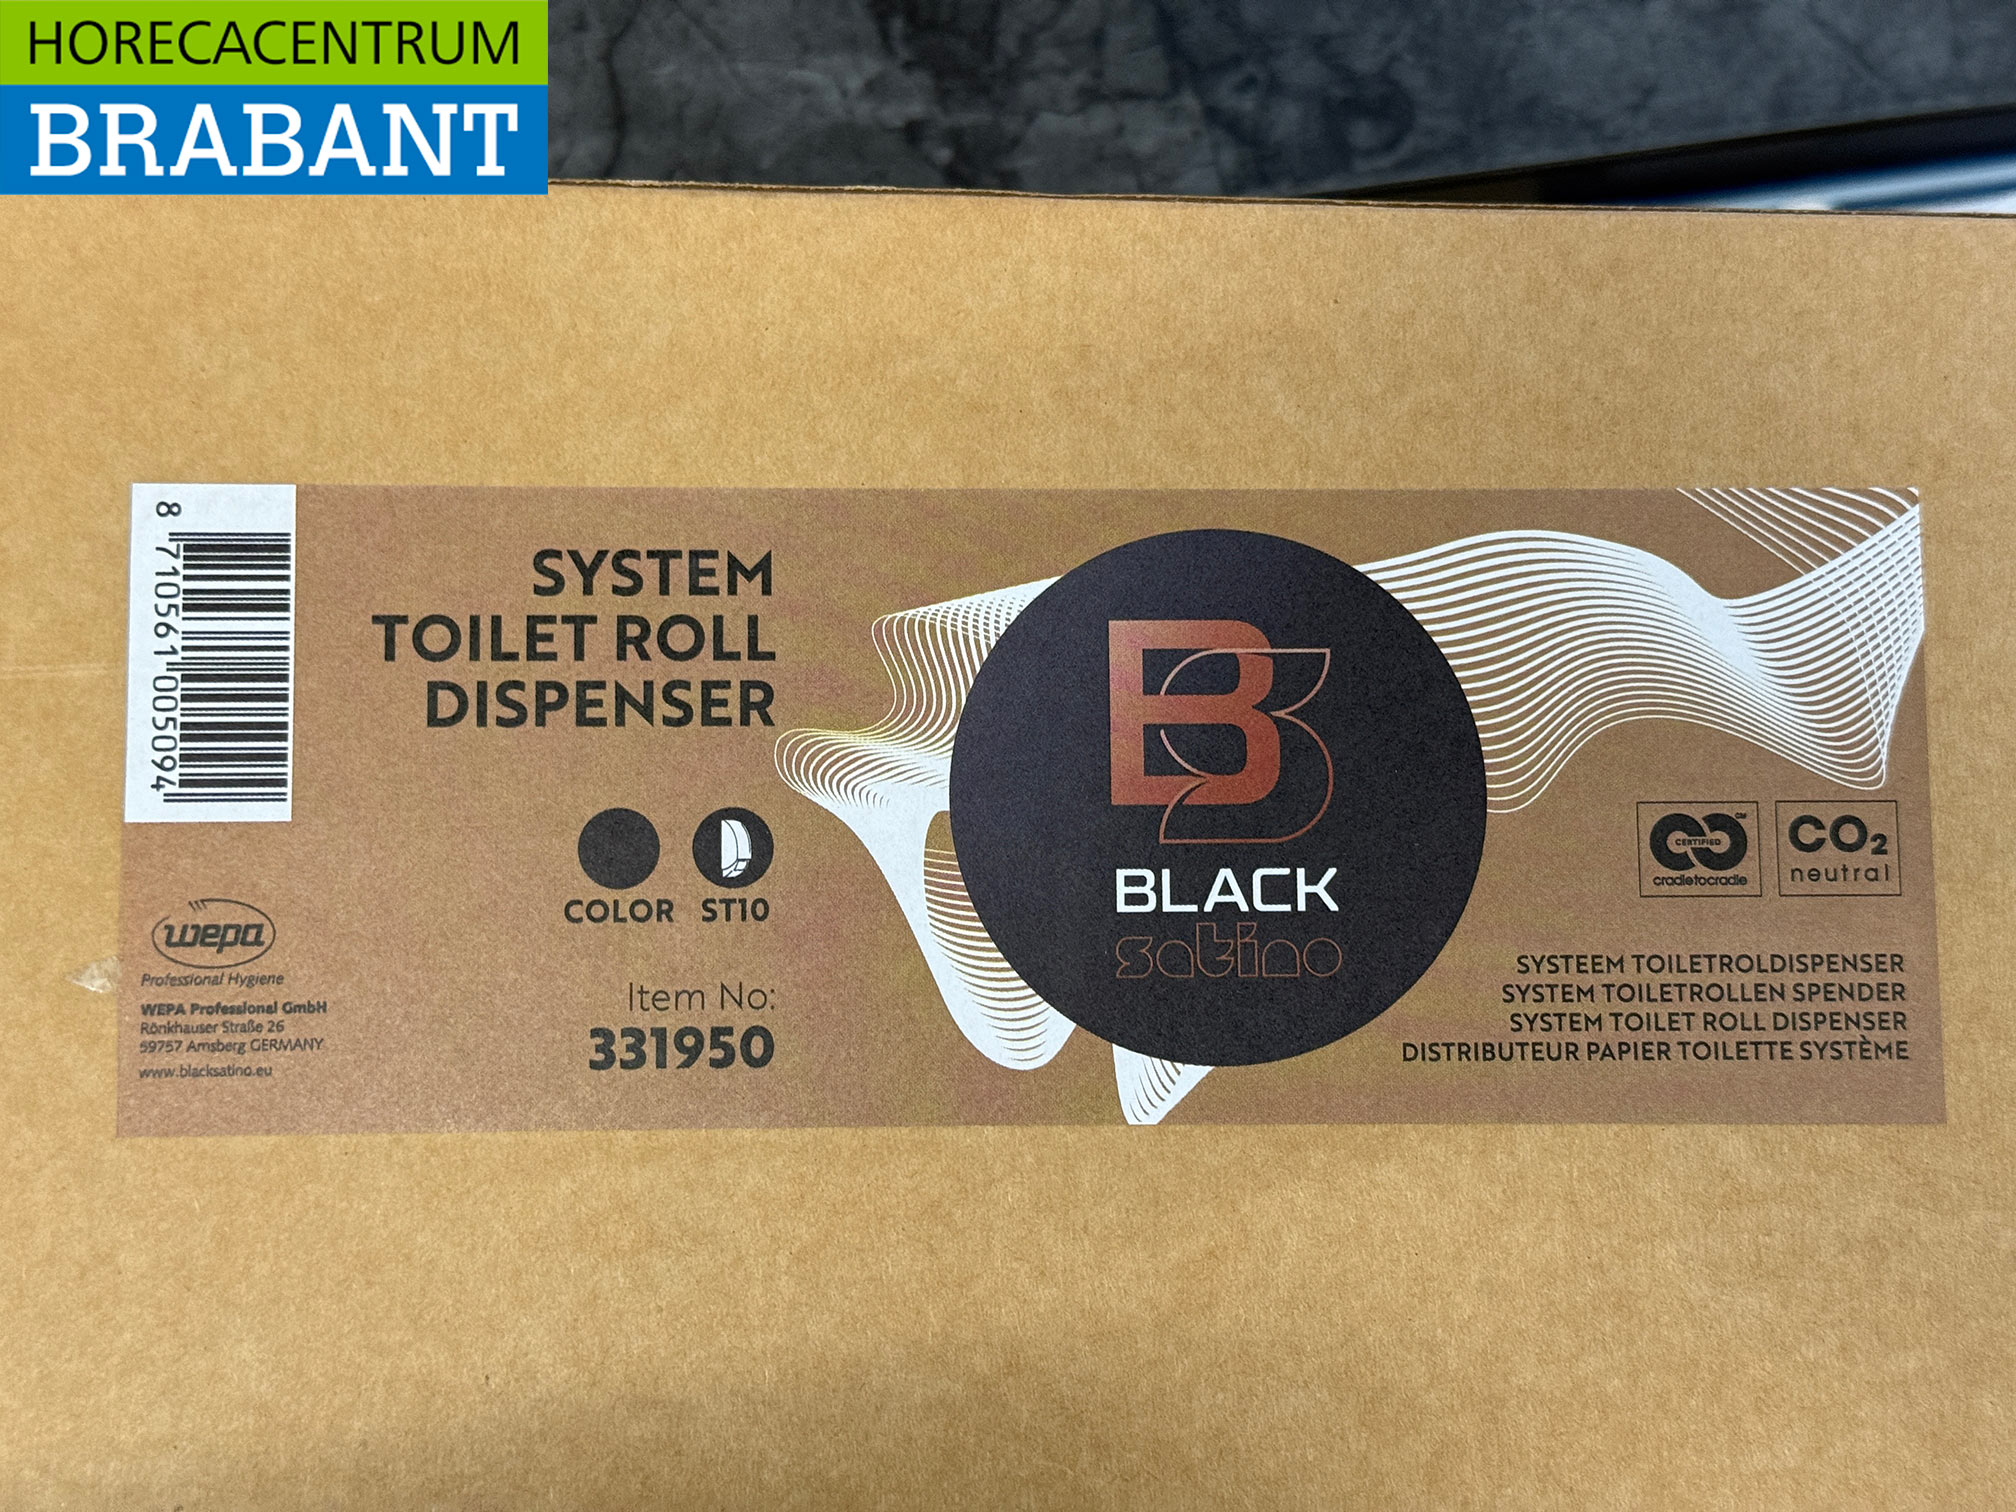 HORECACENTRUM
BRABANT
8 710561 005094
SYSTEM
TOILET ROLL
DISPENSER
COLOR ST10
Item No:
331950
wepa
Professional Hygiene
WEPA Professional GmbH
Rönkhauser Straße 26
59757 Arnsberg GERMANY
www.blacksatino.eu
B
BLACK
satino
CERTIFIED
cradletocradle
CO2
neutral
SYSTEEM TOILETROLDISPENSER
SYSTEM TOILETROLLEN SPENDER
SYSTEM TOILET ROLL DISPENSER
DISTRIBUTEUR PAPIER TOILETTE SYSTÈME